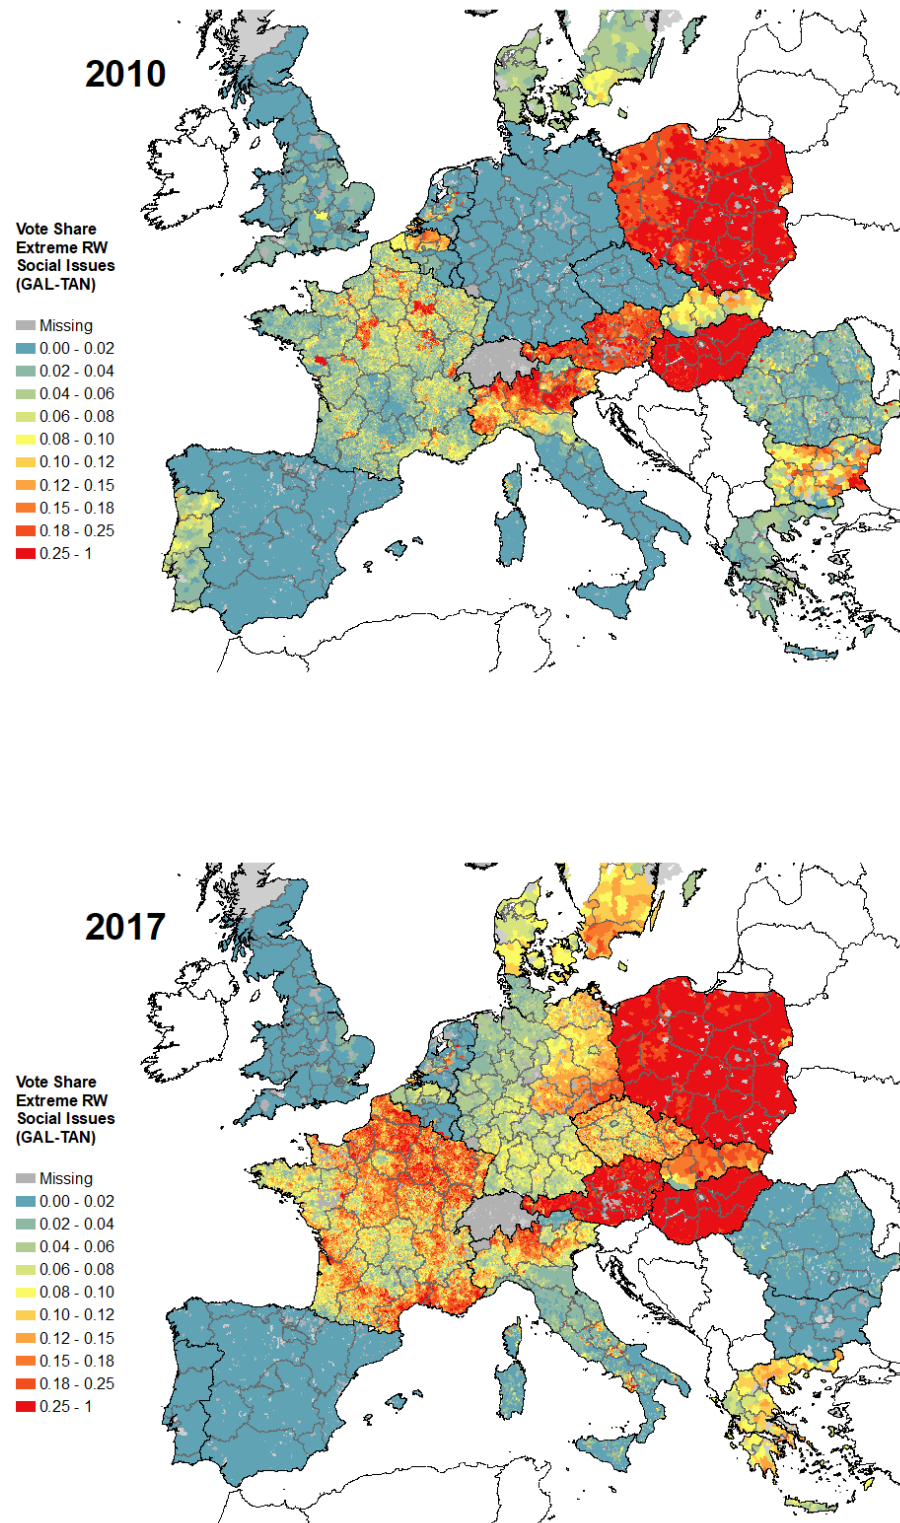 2010
Vote Share
Extreme RW
Social Issues
(GAL-TAN)
Missing
0.00 - 0.02
0.02 - 0.04
0.04 - 0.06
0.06 - 0.08
0.08 - 0.10
0.10 - 0.12
0.12 - 0.15
0.15 - 0.18
0.18 - 0.25
0.25 - 1
2017
Vote Share
Extreme RW
Social Issues
(GAL-TAN)
Missing
0.00 - 0.02
0.02 - 0.04
0.04 - 0.06
0.06 - 0.08
0.08 - 0.10
0.10 - 0.12
0.12 - 0.15
0.15 - 0.18
0.18 - 0.25
0.25 - 1